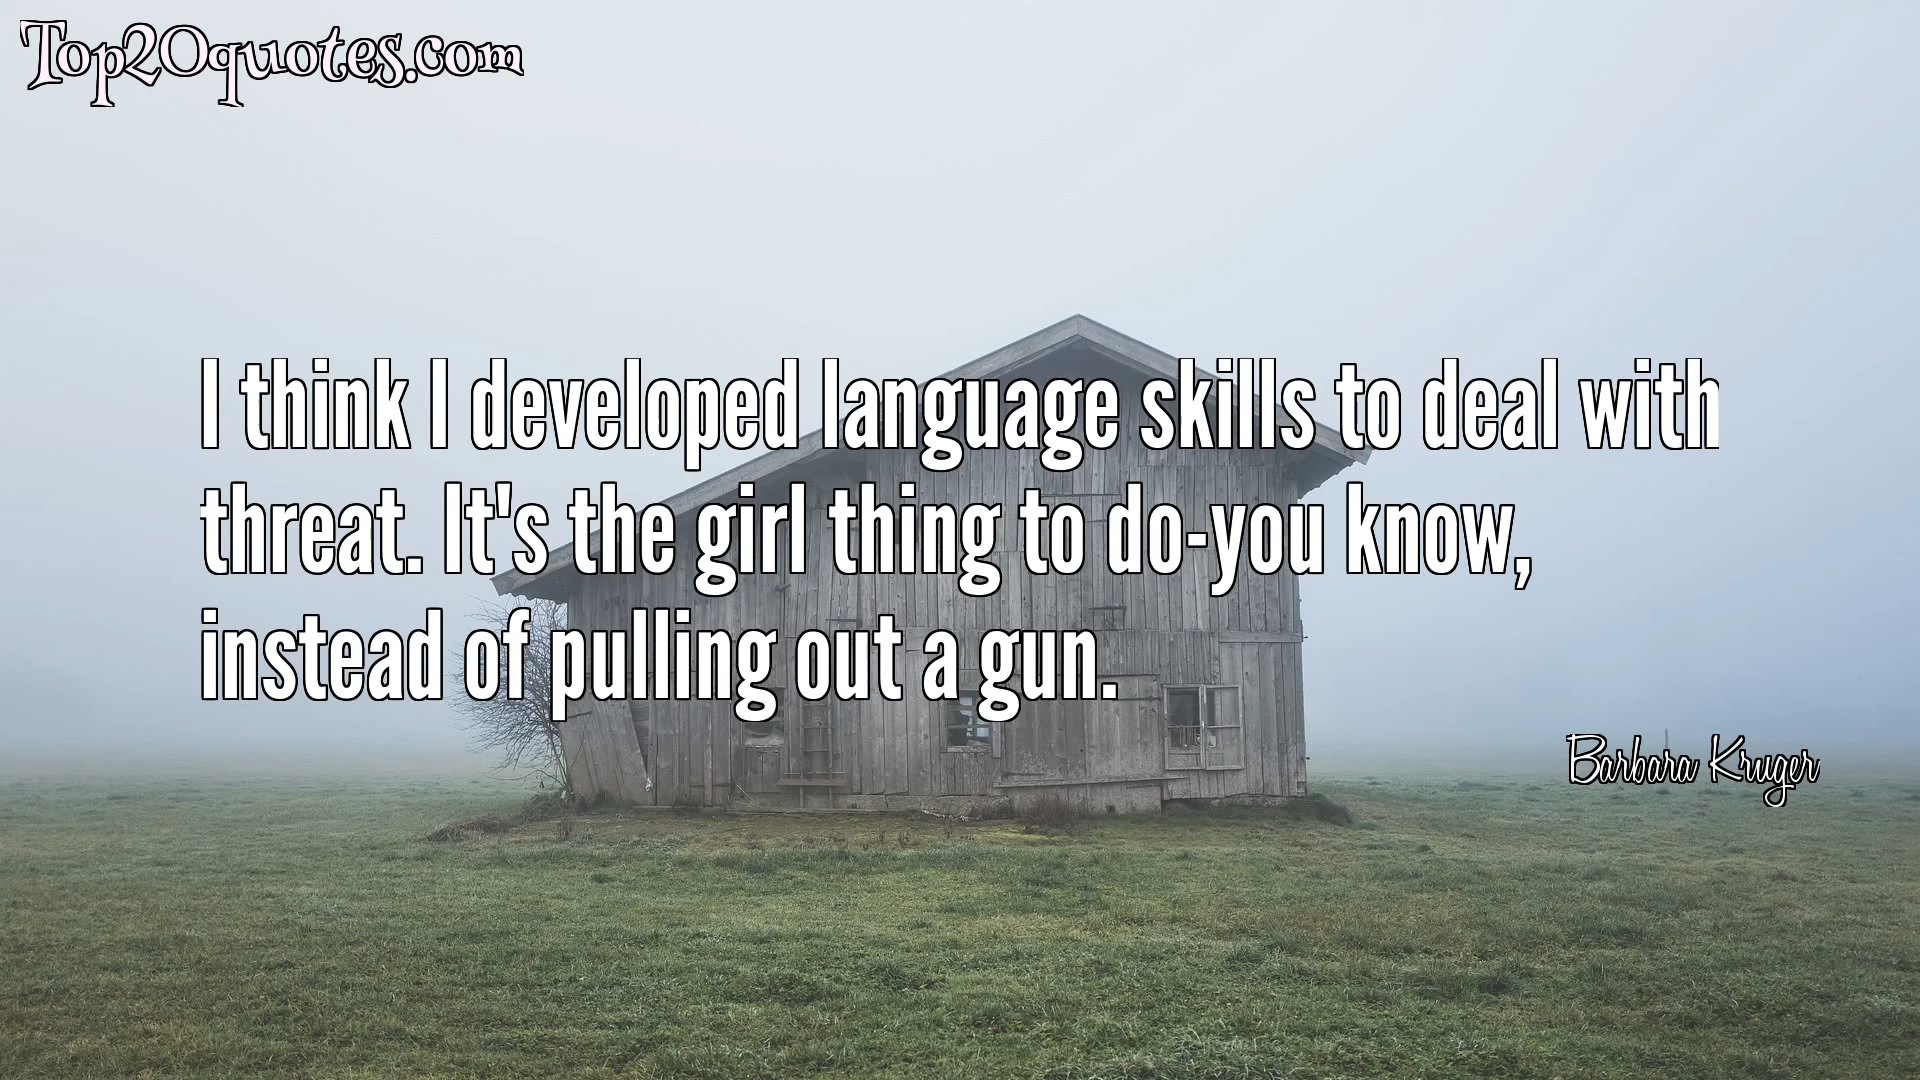 Top20quotes.com
I think I developed language skills to deal with
threat. It's the girl thing to do-you know,
instead of pulling out a gun.
Barbara Kruger